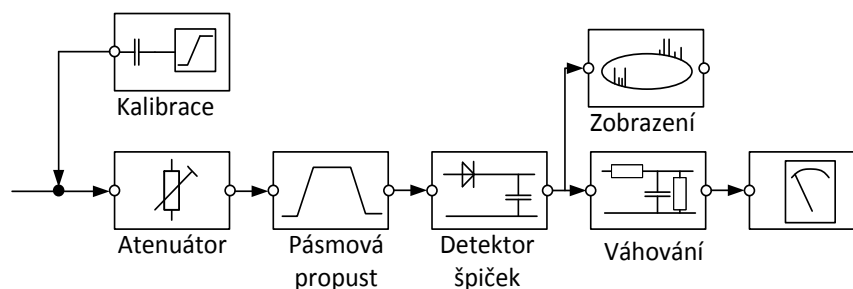 Kalibrace
Zobrazení
Atenuátor
Pásmová
propust
Detektor
špiček
Váhování